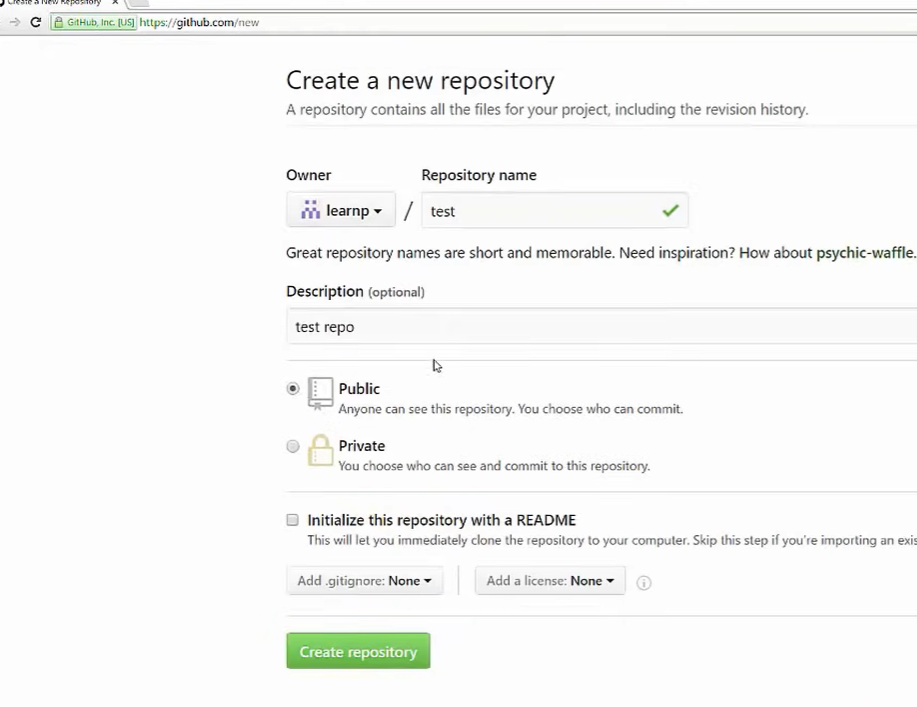 Create a New Repository
GitHub, Inc. [US] https://github.com/new
Create a new repository
A repository contains all the files for your project, including the revision history.
Owner Repository name
learnp / test
Great repository names are short and memorable. Need inspiration? How about psychic-waffle.
Description (optional)
test repo
Public
Anyone can see this repository. You choose who can commit.
Private
You choose who can see and commit to this repository.
Initialize this repository with a README
This will let you immediately clone the repository to your computer. Skip this step if you're importing an exis
Add .gitignore: None Add a license: None
Create repository